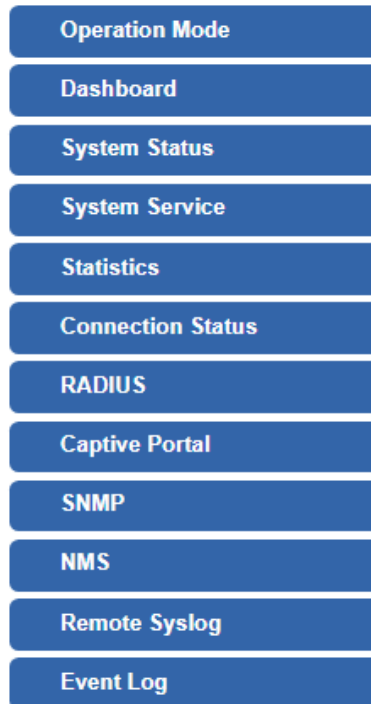 Operation Mode
Dashboard
System Status
System Service
Statistics
Connection Status
RADIUS
Captive Portal
SNMP
NMS
Remote Syslog
Event Log